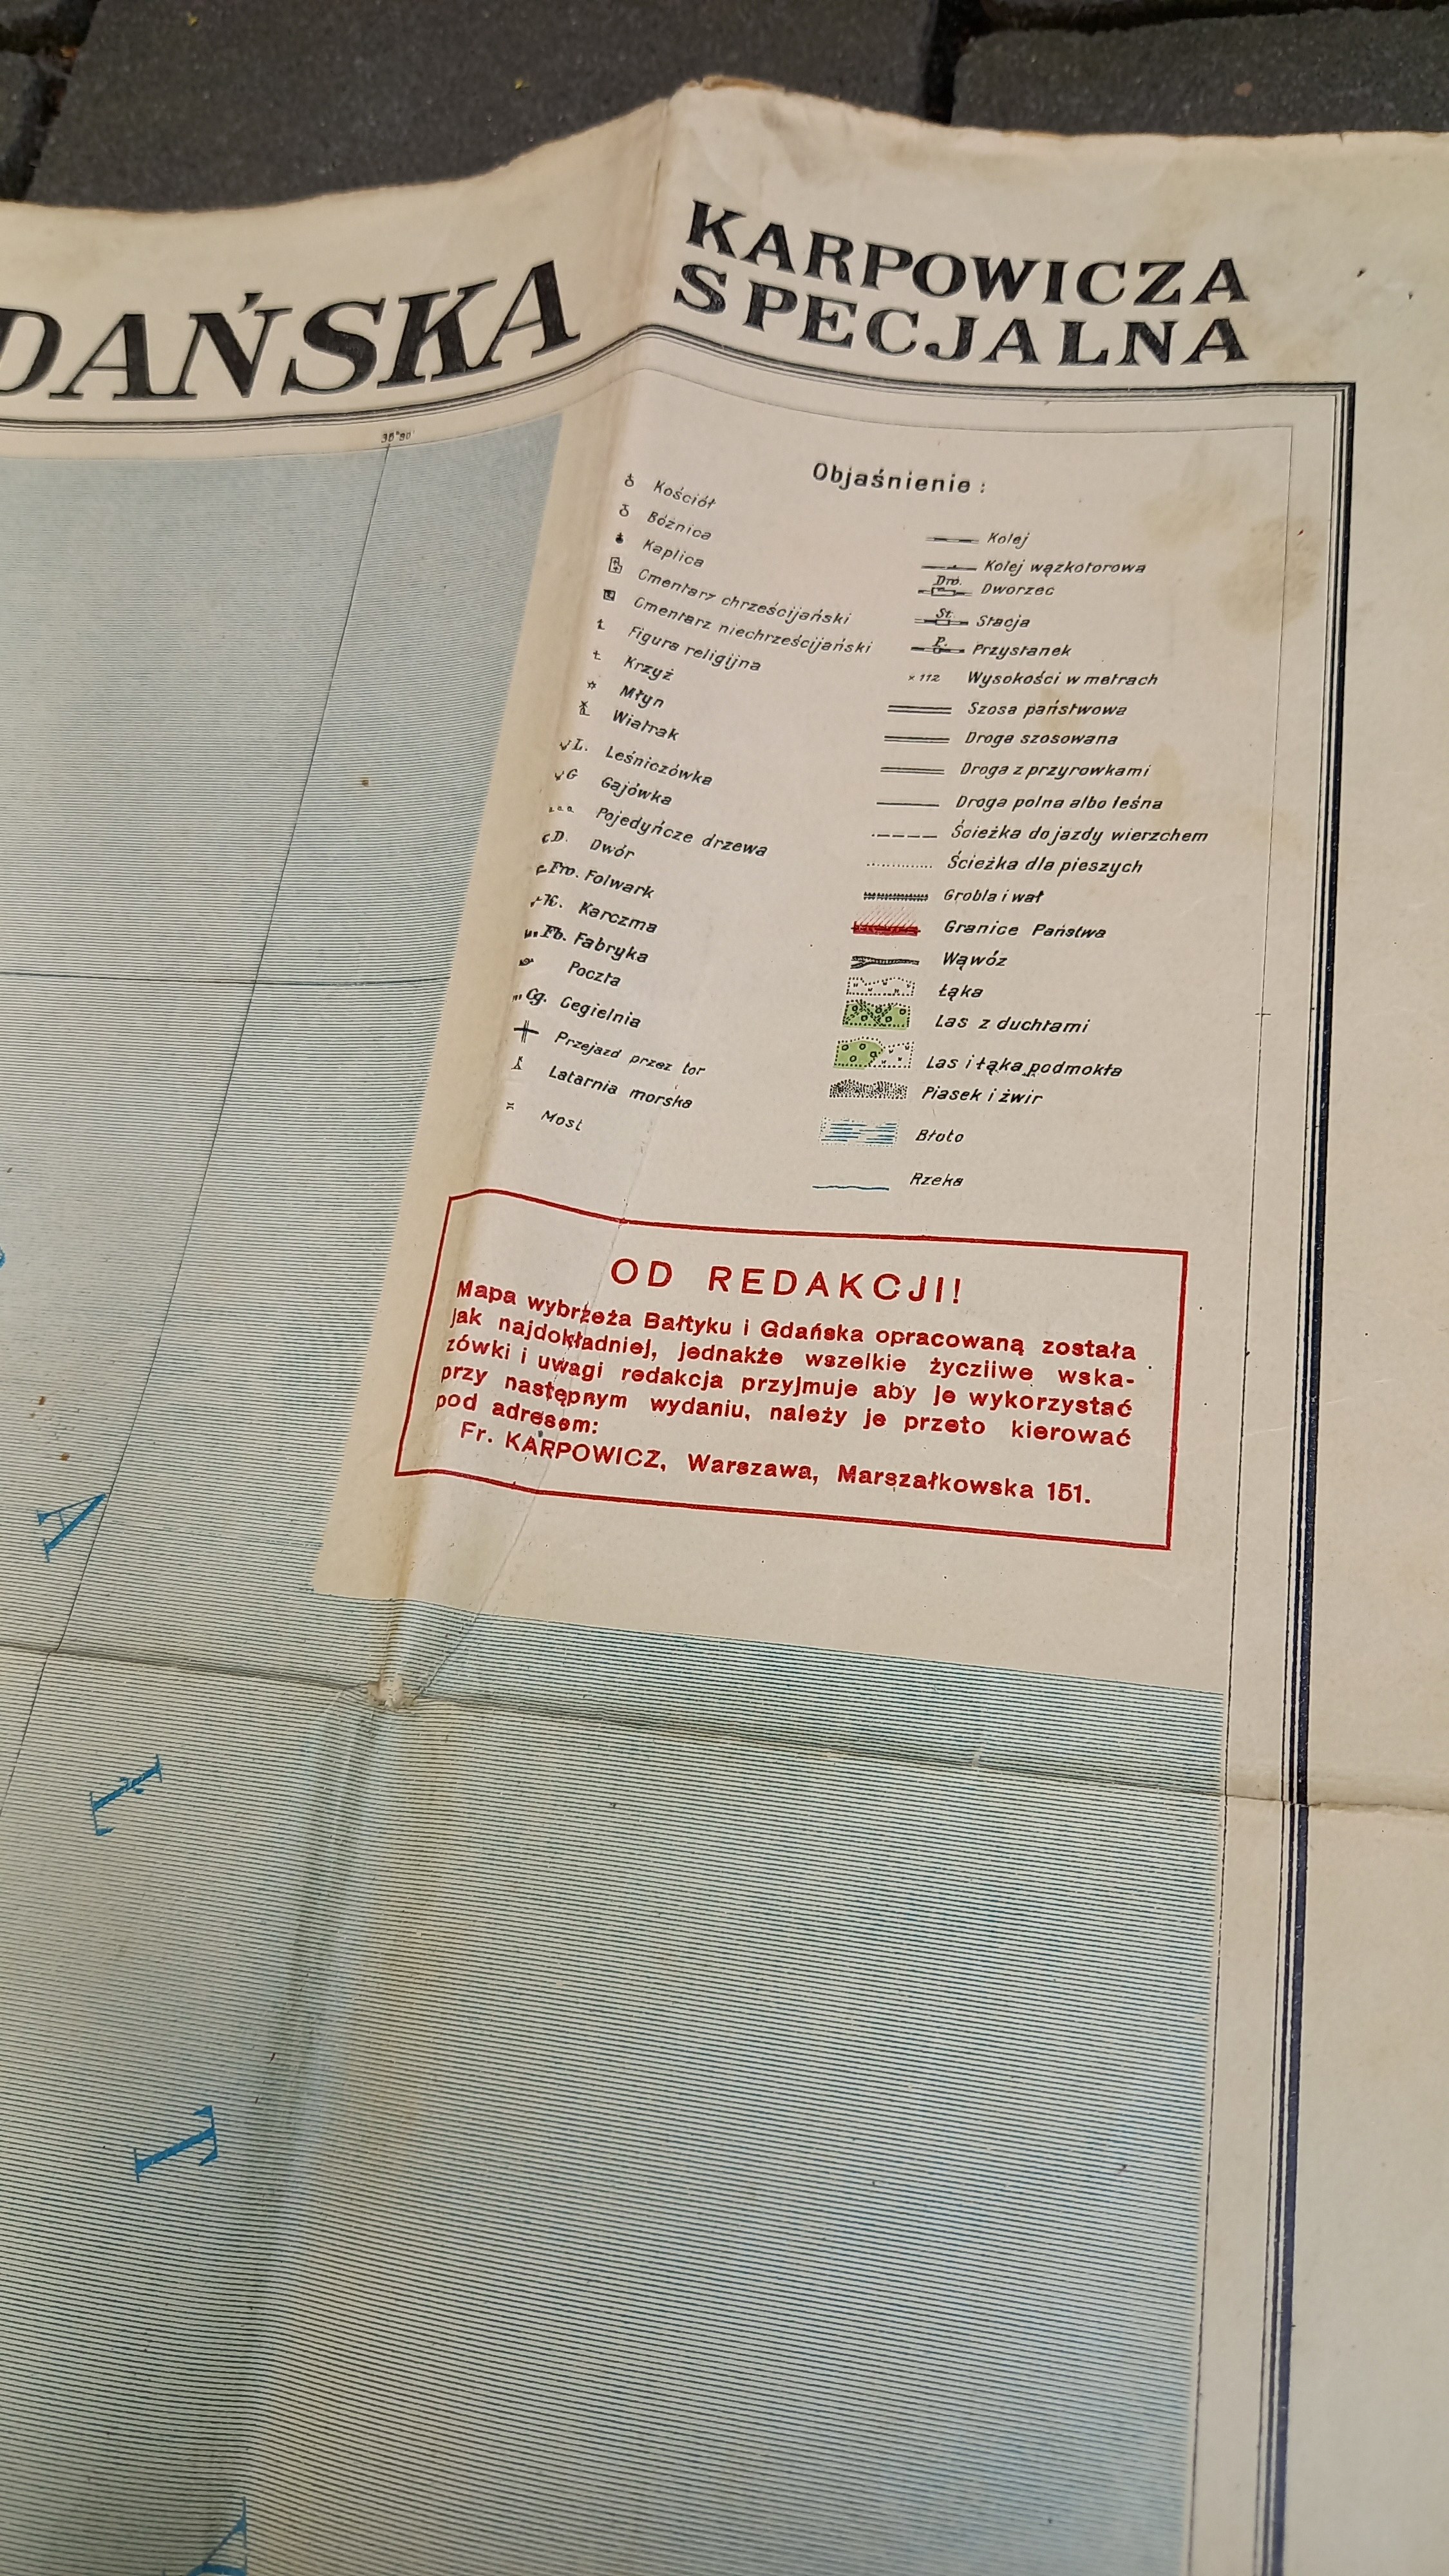 DAŃSKA
KARPOWICZA
SPECJALNA
Objaśnienie:
Kościół
Bóżnica
Kaplica
Cmentarz chrześcijański
Cmentarz niechrześcijański
Figura religijna
Krzyż
Młyn
Wiatrak
L. Leśniczówka
G Gajówka
Pojedyńcze drzewa
D. Dwór
Fw. Folwark
K. Karczma
Fb. Fabryka
Poczta
Cg. Cegielnia
Przejazd przez tor
Latarnia morska
Most
Kolej
Kolej wązkotorowa
Dw. Dworzec
St. Stacja
P. Przystanek
×112 Wysokości w metrach
Szosa państwowa
Droga szosowana
Droga z przyrowkami
Droga polna albo leśna
Ścieżka do jazdy wierzchem
Ścieżka dla pieszych
Grobla i wał
Granice Państwa
Wąwóz
Łąka
Las z duchtami
Las i łąka podmokła
Piasek i żwir
Błoto
Rzeka
OD REDAKCJI!
Mapa wybrzeża Bałtyku i Gdańska opracowaną została
jak najdokładniej, jednakże wszelkie życzliwe wska-
zówki i uwagi redakcja przyjmuje aby je wykorzystać
przy następnym wydaniu, należy je przeto kierować
pod adresem:
Fr. KARPOWICZ, Warszawa, Marszałkowska 151.
A
Ł
T
Y